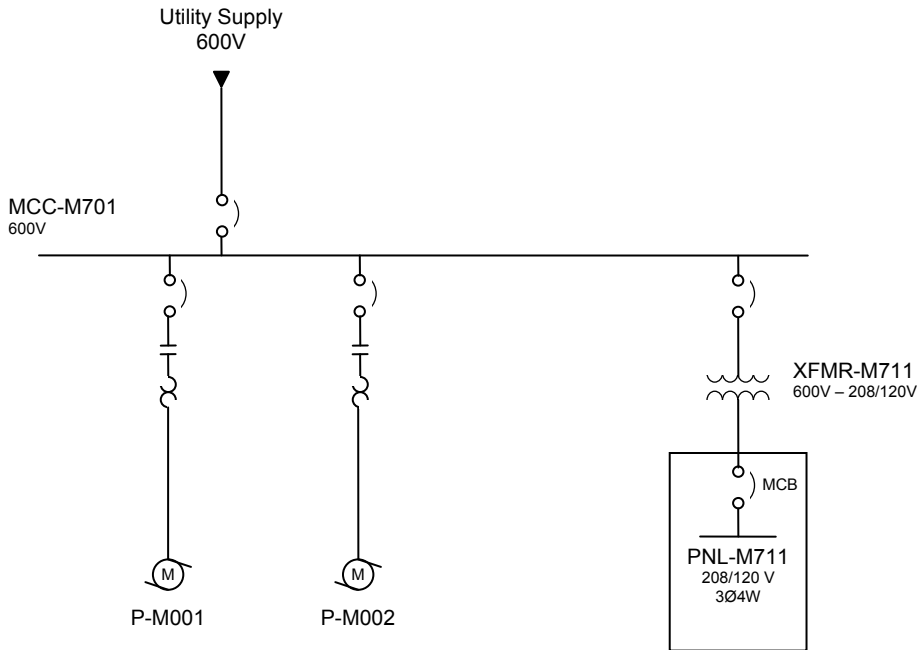 Utility Supply
600V
MCC-M701
600V
XFMR-M711
600V – 208/120V
MCB
PNL-M711
208/120 V
3Ø4W
M
M
P-M001
P-M002